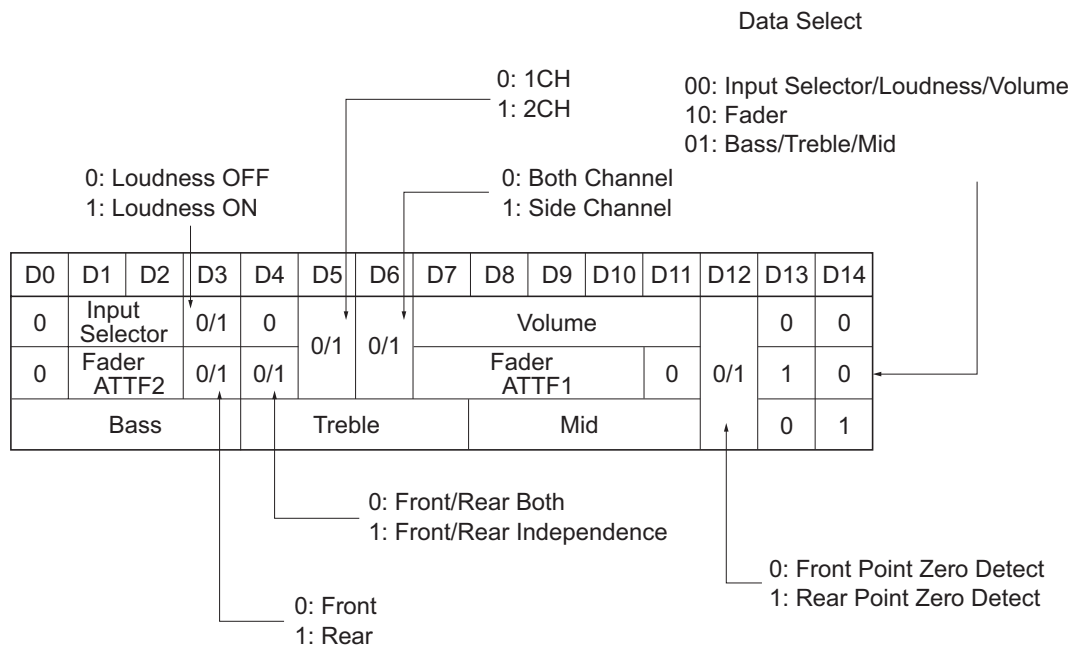 Data Select
0: 1CH
1: 2CH
00: Input Selector/Loudness/Volume
10: Fader
01: Bass/Treble/Mid
0: Loudness OFF
1: Loudness ON
0: Both Channel
1: Side Channel
D0 D1 D2 D3 D4 D5 D6 D7 D8 D9 D10 D11 D12 D13 D14
0 Input Selector 0/1 0 0/1 0/1 Volume 0/1 0 0
0 Fader ATTF2 0/1 0/1 Fader ATTF1 0 1 0
Bass Treble Mid 0 1
0: Front/Rear Both
1: Front/Rear Independence
0: Front Point Zero Detect
1: Rear Point Zero Detect
0: Front
1: Rear